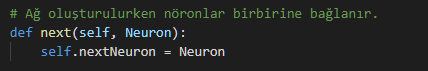 # Ağ oluşturulurken nöronlar birbirine bağlanır.
def next(self, Neuron):
    self.nextNeuron = Neuron